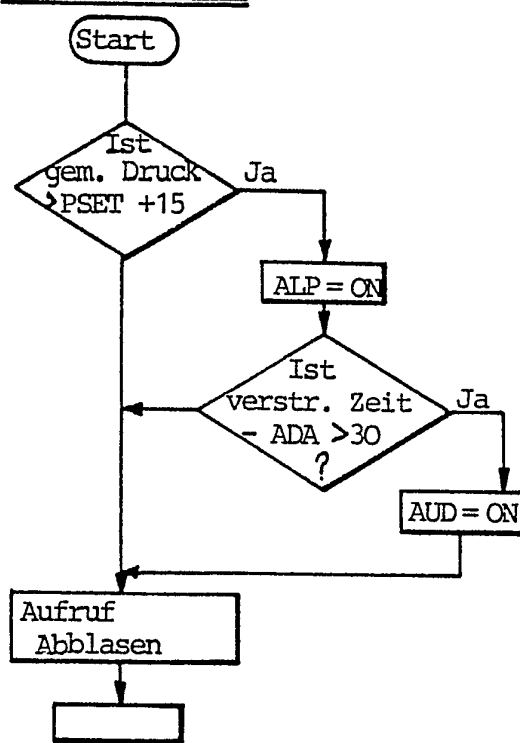 Start
Ist
gem. Druck
>PSET +15
Ja
ALP = ON
Ist
verstr. Zeit
- ADA >30
?
Ja
AUD = ON
Aufruf
Abblasen